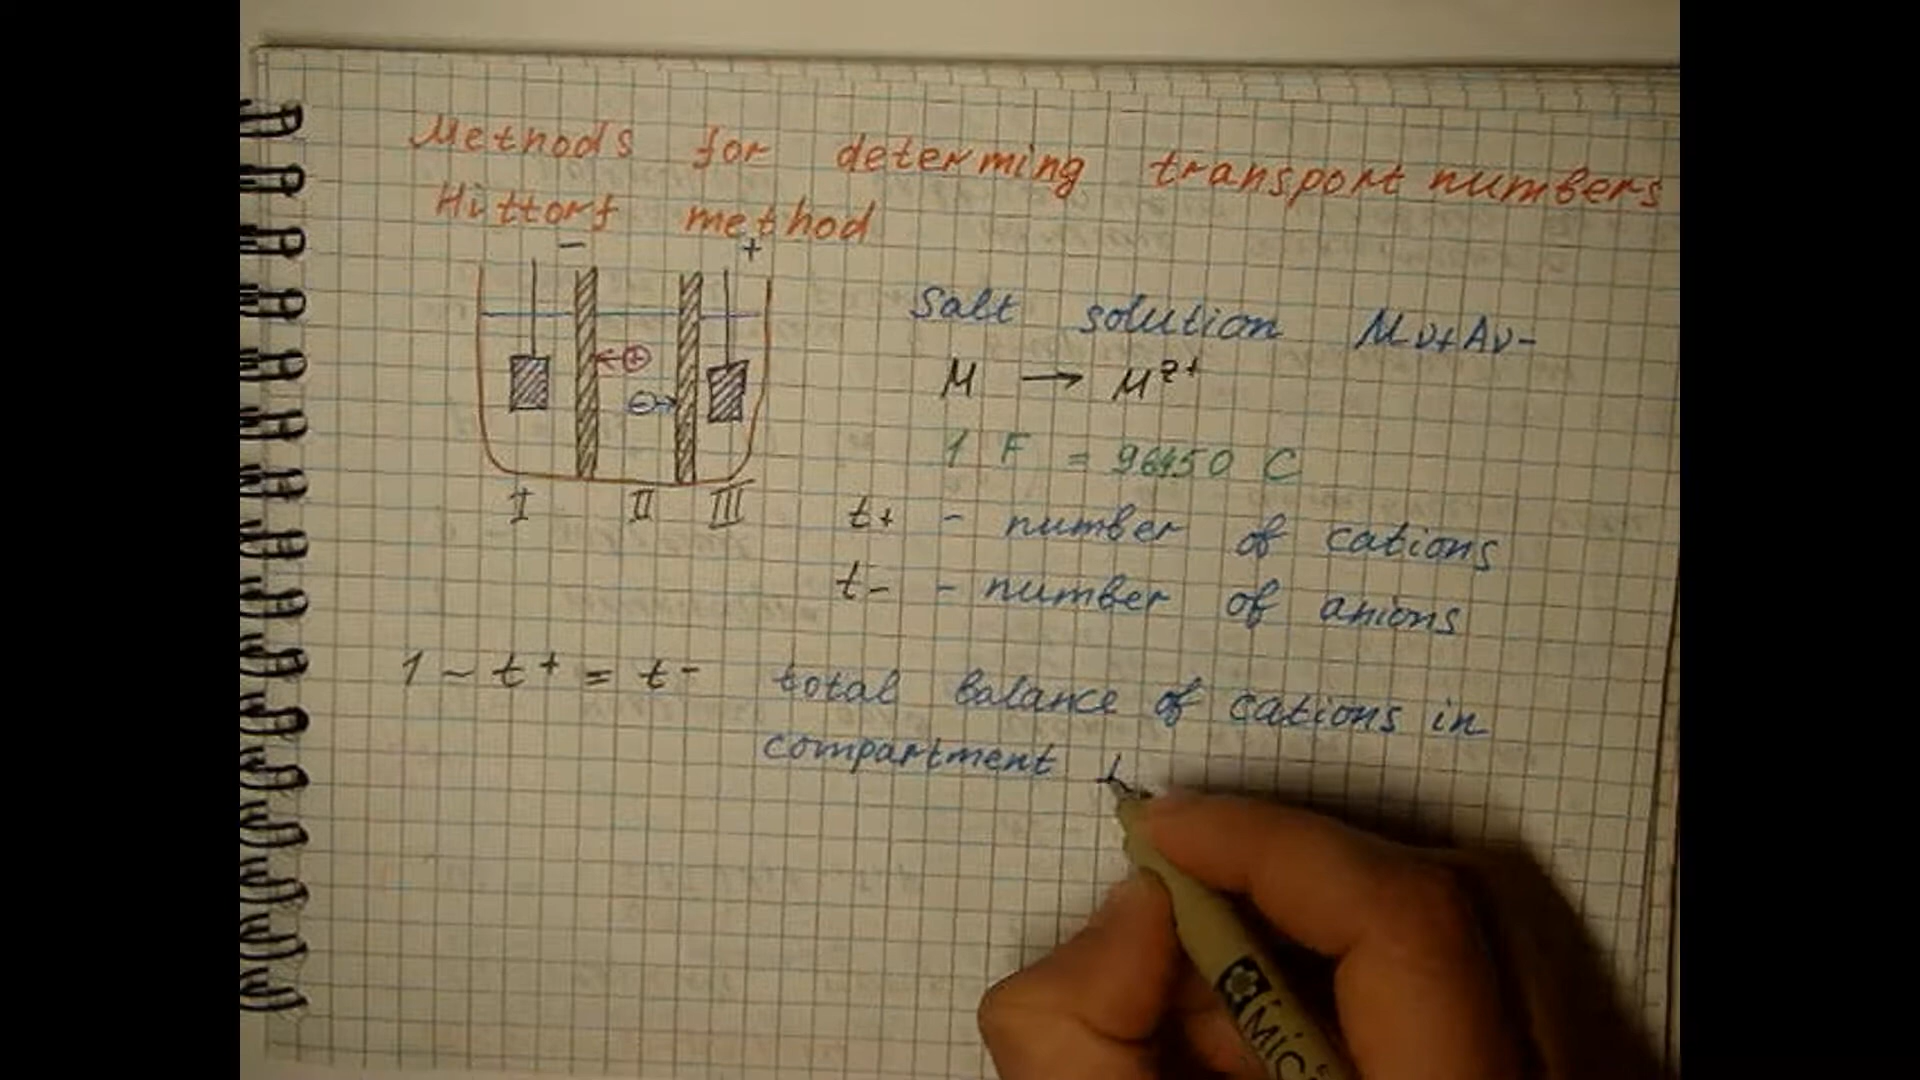 Methods for determing transport numbers
Hittorf method
- +
Salt solution Mν+Aν-
M → M^z+
⊕
⊖
1 F = 96450 C
I II III
t+ - number of cations
t- - number of anions
1 - t+ = t- total balance of cations in
compartment
MIC